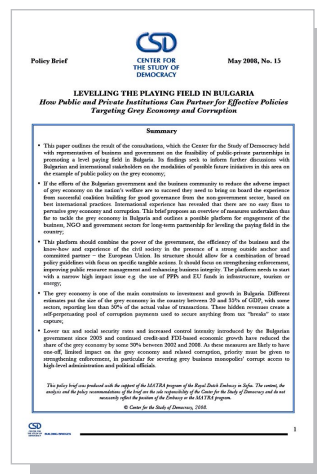 CSD
Policy Brief
CENTER FOR
THE STUDY OF
DEMOCRACY
May 2008, No. 15
LEVELLING THE PLAYING FIELD IN BULGARIA
How Public and Private Institutions Can Partner for Effective Policies
Targeting Grey Economy and Corruption
Summary
• This paper outlines the result of the consultations, which the Center for the Study of Democracy held
with representatives of business and government on the feasibility of public-private partnerships in
promoting a level playing field in Bulgaria. Its findings seek to inform further discussions with
Bulgarian and international stakeholders on the modalities of possible future initiatives in this area on
the example of public policy on the grey economy;
• If the efforts of the Bulgarian government and the business community to reduce the adverse impact
of grey economy on the nation's welfare are to succeed they need to bring on board the experience
from successful coalition building for good governance from the non-government sector, based on
best international practices. International experience has revealed that there are no easy fixes to
pervasive grey economy and corruption. This brief proposes an overview of measures undertaken thus
far to tackle the grey economy in Bulgaria and outlines a possible platform for engagement of the
business, NGO and government sectors for long-term partnership for leveling the playing field in the
country;
• This platform should combine the power of the government, the efficiency of the business and the
know-how and experience of the civil society in the presence of a strong outside anchor and
committed partner – the European Union. Its structure should allow for a combination of broad
policy guidelines with focus on specific tangible actions. It should focus on strengthening enforcement,
improving public resource management and enhancing business integrity. The platform needs to start
with a narrow high impact issue e.g. the use of PPPs and EU funds in infrastructure, tourism or
energy;
• The grey economy is one of the main constraints to investment and growth in Bulgaria. Different
estimates put the size of the grey economy in the country between 20 and 35% of GDP, with some
sectors, reporting less than 50% of the actual value of transactions. These hidden revenues create a
self-perpetuating pool of corruption payments used to secure anything from tax "breaks" to state
capture;
• Lower tax and social security rates and increased control intensity introduced by the Bulgarian
government since 2003 and continued credit-and FDI-based economic growth have reduced the
share of the grey economy by some 50% between 2002 and 2008. As these measures are likely to have
one-off, limited impact on the grey economy and related corruption, priority must be given to
strengthening enforcement, in particular for severing grey business monopolies' corrupt access to
high-level administration and political officials.
This policy brief was produced with the support of the MATRA program of the Royal Dutch Embassy in Sofia. The content, the
analyses and the policy recommendations of the brief are the sole responsibility of the Center for Study of Democracy and do not
necessarily reflect the position of the Embassy or the MATRA program.
© Center for the Study of Democracy, 2008.
CSD
1